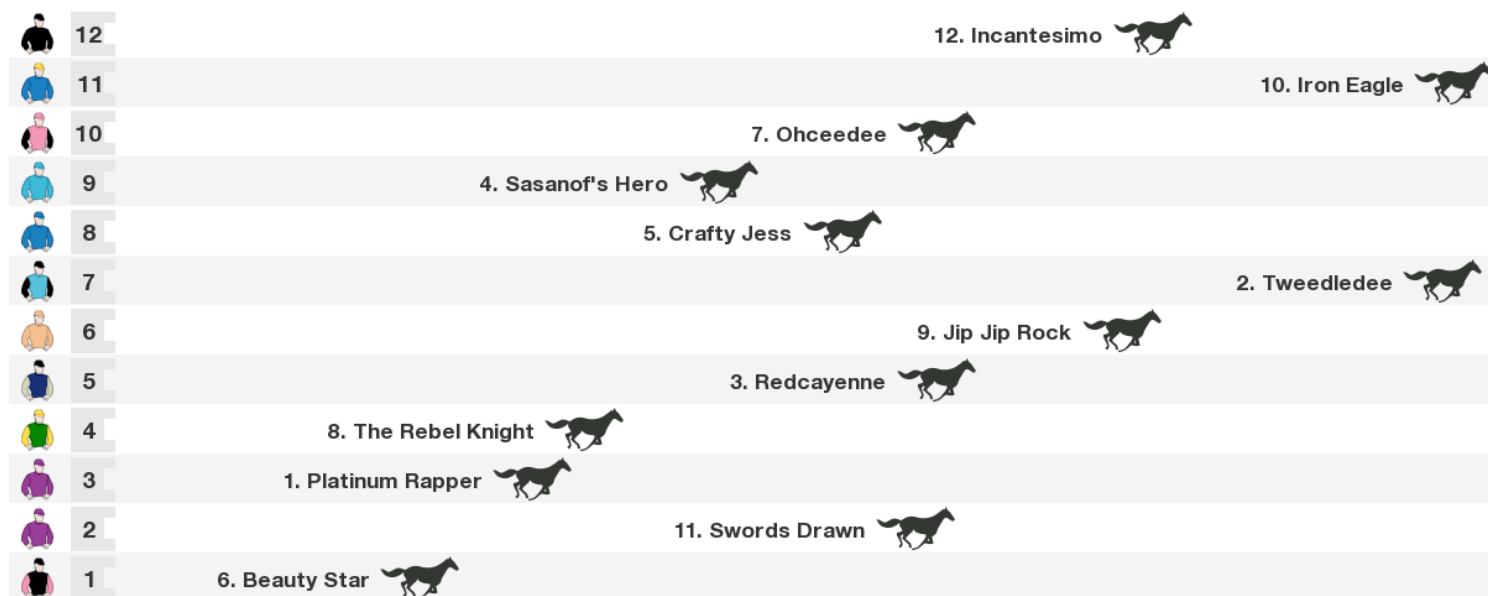 12 12. Incantesimo
11 10. Iron Eagle
10 7. Ohceedee
9 4. Sasanof's Hero
8 5. Crafty Jess
7 2. Tweedledee
6 9. Jip Jip Rock
5 3. Redcayenne
4 8. The Rebel Knight
3 1. Platinum Rapper
2 11. Swords Drawn
1 6. Beauty Star